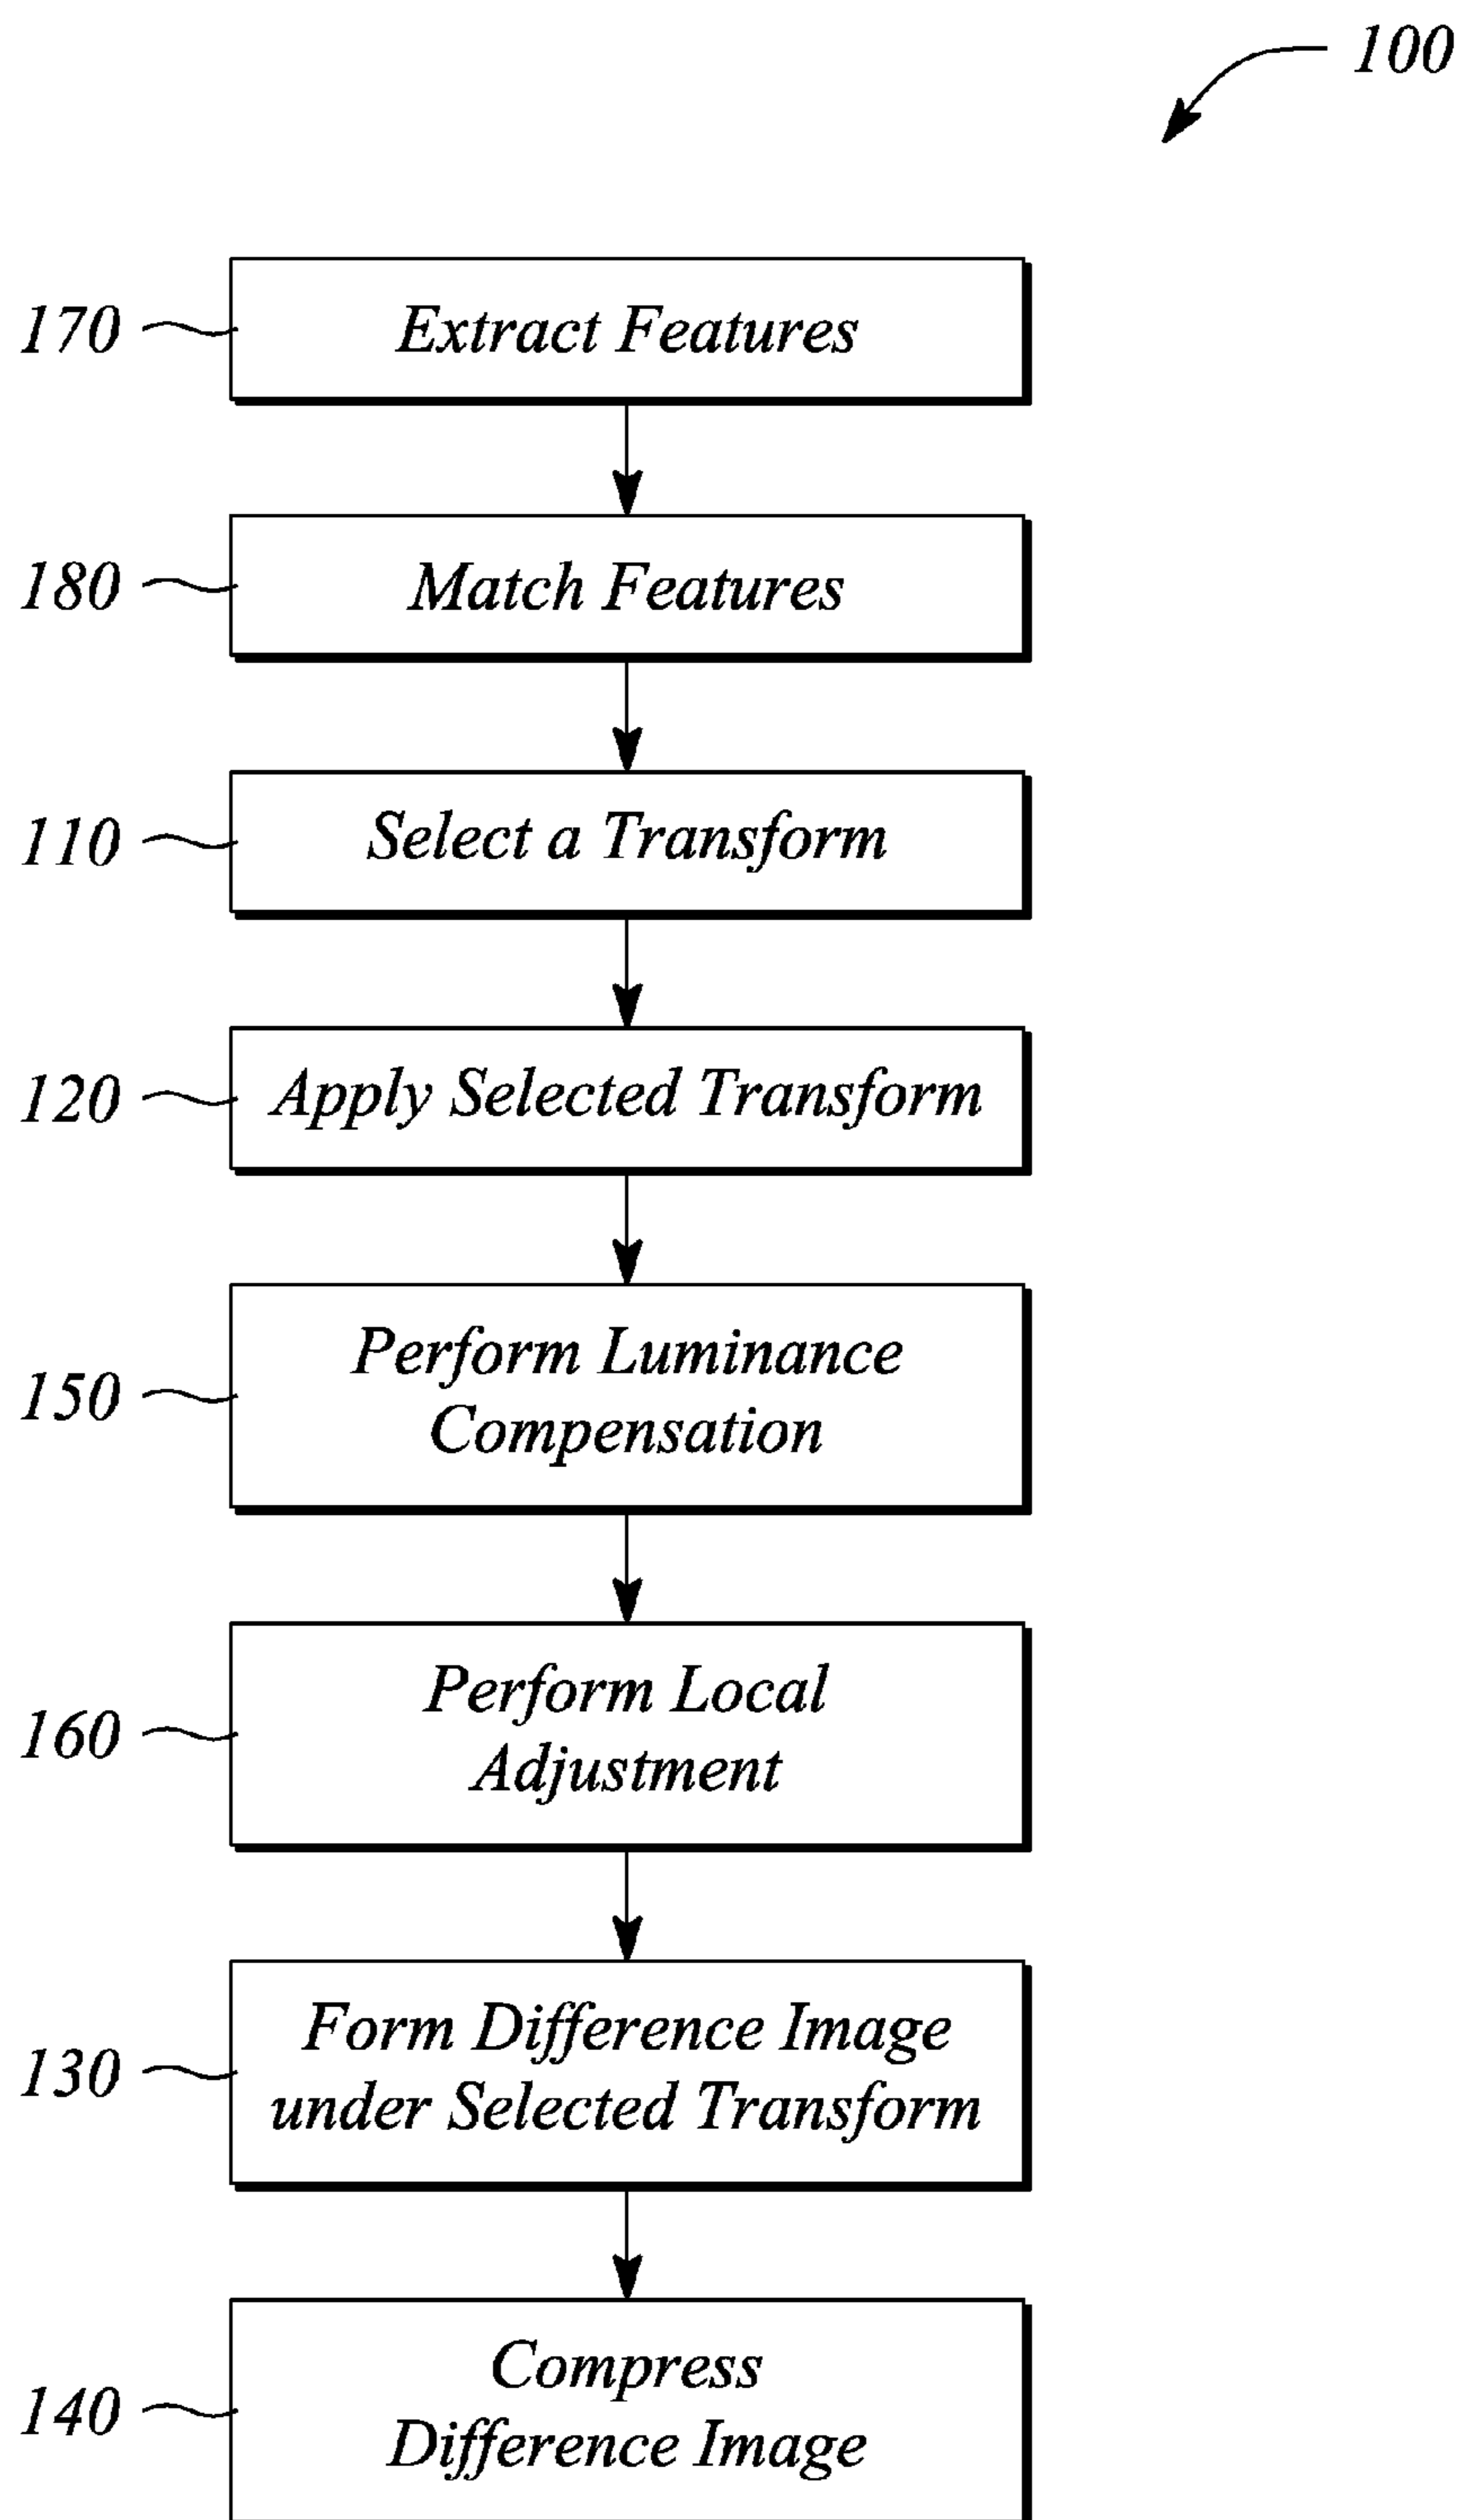 100
170
Extract Features
180
Match Features
110
Select a Transform
120
Apply Selected Transform
150
Perform Luminance
Compensation
160
Perform Local
Adjustment
130
Form Difference Image
under Selected Transform
140
Compress
Difference Image